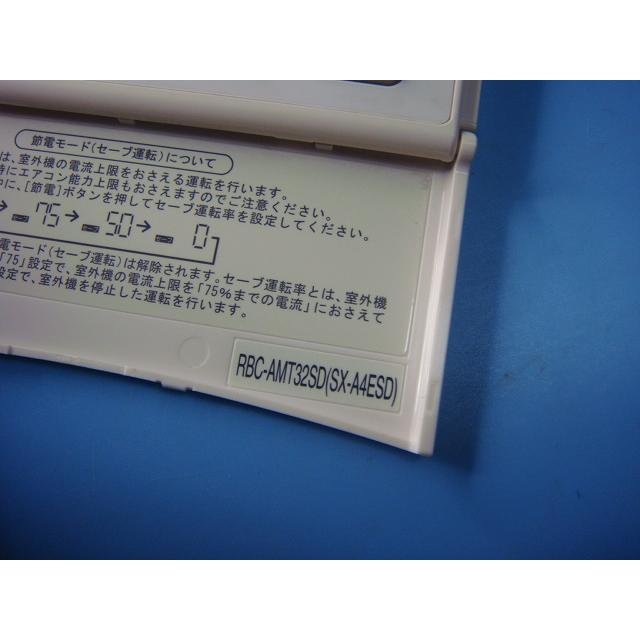 節電モード(セーブ運転)について
は、室外機の電流上限をおさえる運転を行います。
時にエアコン能力上限もおさえますのでご注意ください。
中に、[節電]ボタンを押してセーブ運転率を設定してください。
→ 75 → 50 → 0
電モード(セーブ運転)は解除されます。セーブ運転率とは、室外機
「75」設定で、室外機の電流上限を「75%までの電流」におさえて
設定で、室外機を停止した運転を行います。
RBC-AMT32SD(SX-A4ESD)